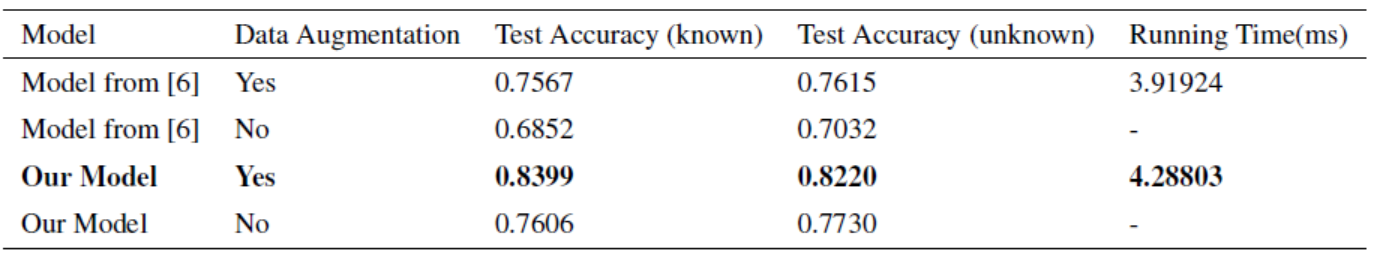 Model Data Augmentation Test Accuracy (known) Test Accuracy (unknown) Running Time(ms)
Model from [6] Yes 0.7567 0.7615 3.91924
Model from [6] No 0.6852 0.7032 -
Our Model Yes 0.8399 0.8220 4.28803
Our Model No 0.7606 0.7730 -